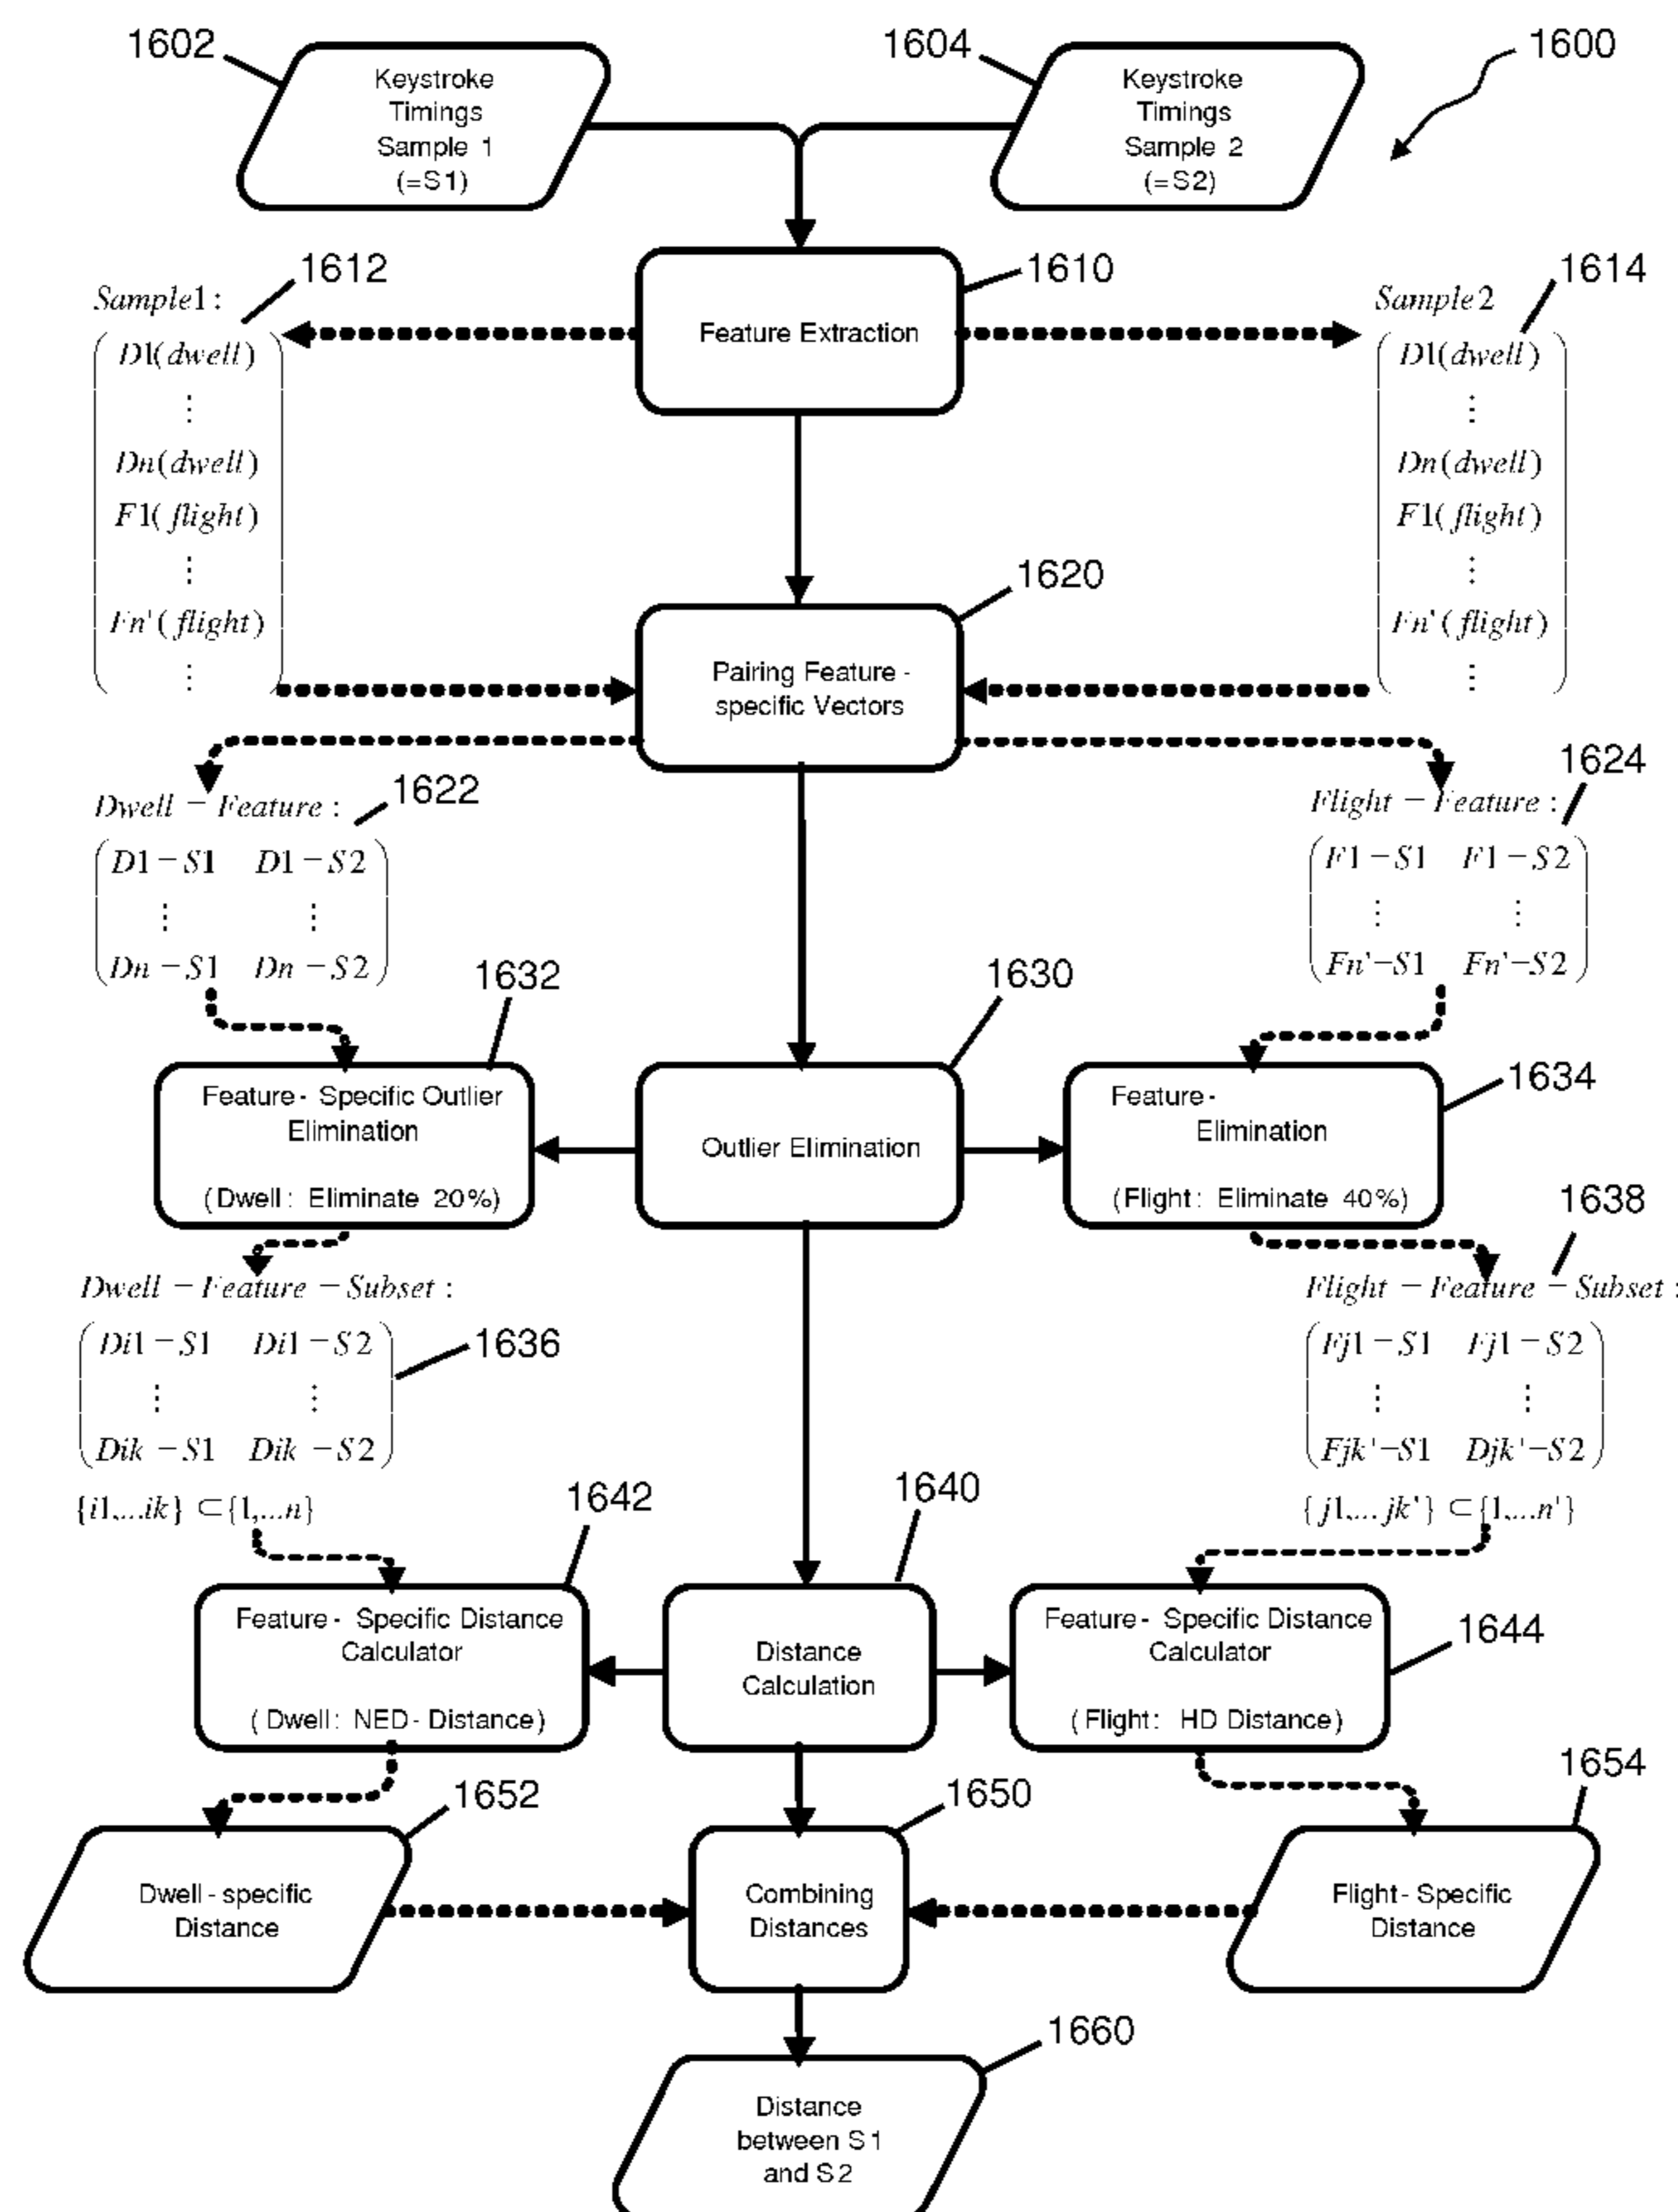 1602
1604
1600
Keystroke
Timings
Sample 1
(=S1)
Keystroke
Timings
Sample 2
(=S2)
1612
1610
1614
Sample1:
Sample2
Feature Extraction
D1(dwell)
⋮
Dn(dwell)
F1(flight)
⋮
Fn'(flight)
⋮
D1(dwell)
⋮
Dn(dwell)
F1(flight)
⋮
Fn'(flight)
⋮
1620
Pairing Feature -
specific Vectors
1622
1624
Dwell – Feature :
D1 – S1 D1 – S2
⋮ ⋮
Dn – S1 Dn – S2
Flight – Feature :
F1 – S1 F1 – S2
⋮ ⋮
Fn'–S1 Fn'–S2
1632
1630
1634
Feature - Specific Outlier
Elimination
(Dwell: Eliminate 20%)
Outlier Elimination
Feature -
Elimination
(Flight: Eliminate 40%)
1638
Dwell – Feature – Subset :
Di1 – S1 Di1 – S2
⋮ ⋮
Dik – S1 Dik – S2
{i1,...ik} ⊂ {1,...n}
1636
Flight – Feature – Subset :
Fj1 – S1 Fj1 – S2
⋮ ⋮
Fjk'–S1 Djk'–S2
{j1,...jk'} ⊂ {1,...n'}
1642
1640
1644
Feature - Specific Distance
Calculator
(Dwell: NED- Distance)
Distance
Calculation
Feature - Specific Distance
Calculator
(Flight: HD Distance)
1652
1650
1654
Dwell - specific
Distance
Combining
Distances
Flight- Specific
Distance
1660
Distance
between S1
and S2